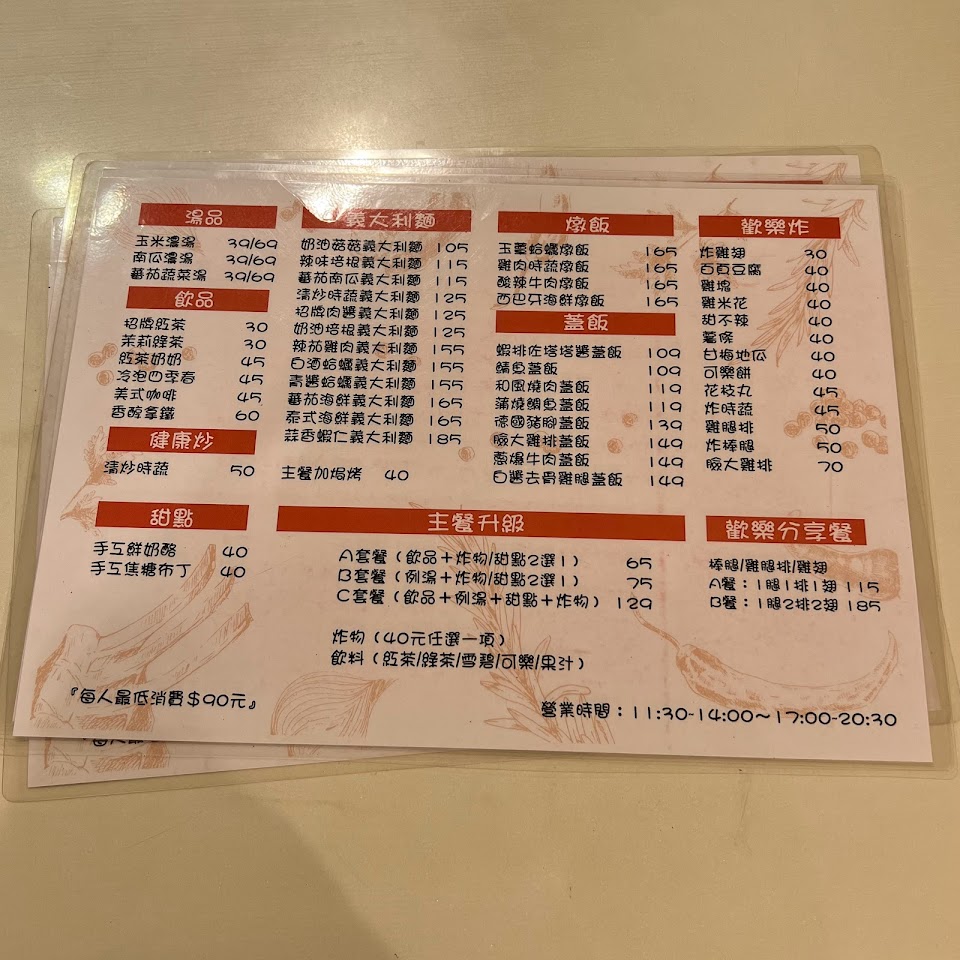 湯品
玉米濃湯 39/69
南瓜濃湯 39/69
蕃茄蔬菜湯 39/69
飲品
招牌紅茶 30
茉莉綠茶 30
紅茶奶奶 45
冷泡四季春 45
美式咖啡 45
香醇拿鐵 60
健康炒
清炒時蔬 50
甜點
手工鮮奶酪 40
手工焦糖布丁 40
義大利麵
奶油菇菇義大利麵 105
辣味培根義大利麵 115
蕃茄南瓜義大利麵 115
清炒時蔬義大利麵 125
招牌肉醬義大利麵 125
奶油培根義大利麵 125
辣茄雞肉義大利麵 155
白酒蛤蠣義大利麵 155
青醬蛤蠣義大利麵 155
蕃茄海鮮義大利麵 165
泰式海鮮義大利麵 165
蒜香蝦仁義大利麵 185
主餐加焗烤 40
燉飯
玉蕈蛤蠣燉飯 165
雞肉時蔬燉飯 165
酸辣牛肉燉飯 165
西巴牙海鮮燉飯 165
蓋飯
蝦排佐塔塔醬蓋飯 109
鯖魚蓋飯 109
和風燒肉蓋飯 119
蒲燒鯛魚蓋飯 119
德國豬腳蓋飯 139
臉大雞排蓋飯 149
蔥爆牛肉蓋飯 149
白醬去骨雞腿蓋飯 149
歡樂炸
炸雞翅 30
百頁豆腐 40
雞塊 40
雞米花 40
甜不辣 40
薯條 40
甘梅地瓜 40
可樂餅 40
花枝丸 45
炸時蔬 45
雞腿排 50
炸棒腿 50
臉大雞排 70
主餐升級
A套餐(飲品+炸物/甜點2選1) 65
B套餐(例湯+炸物/甜點2選1) 75
C套餐(飲品+例湯+甜點+炸物) 129
炸物(40元任選一項)
飲料(紅茶/綠茶/雪碧/可樂/果汁)
歡樂分享餐
棒腿/雞腿排/雞翅
A餐:1腿1排1翅 115
B餐:1腿2排2翅 185
『每人最低消費$90元』
營業時間:11:30-14:00~17:00-20:30